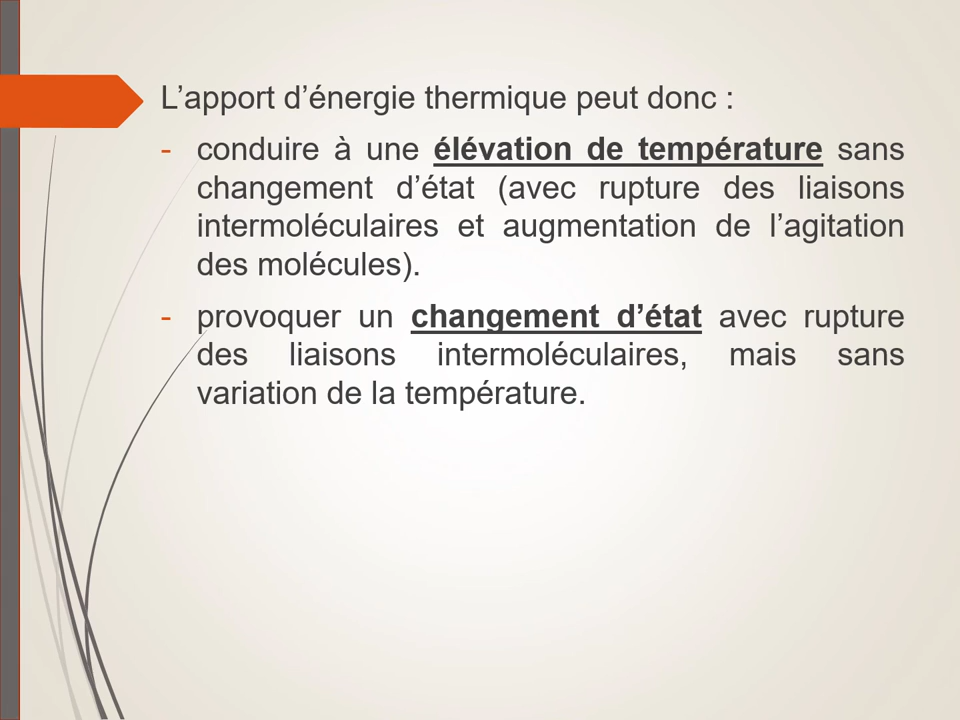 L’apport d’énergie thermique peut donc :
- conduire à une élévation de température sans
changement d’état (avec rupture des liaisons
intermoléculaires et augmentation de l’agitation
des molécules).
- provoquer un changement d’état avec rupture
des liaisons intermoléculaires, mais sans
variation de la température.